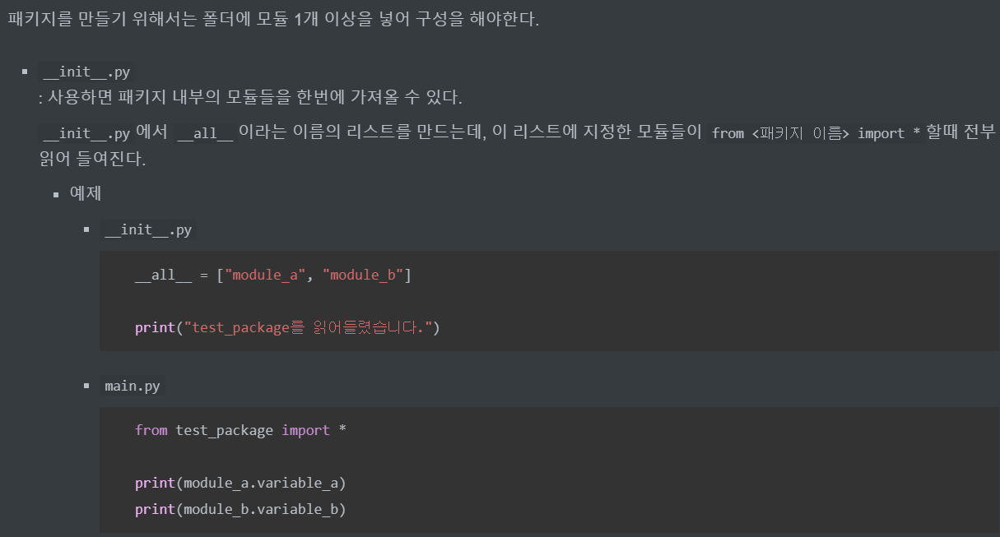 패키지를 만들기 위해서는 폴더에 모듈 1개 이상을 넣어 구성을 해야한다.
__init__.py
: 사용하면 패키지 내부의 모듈들을 한번에 가져올 수 있다.
__init__.py 에서 __all__ 이라는 이름의 리스트를 만드는데, 이 리스트에 지정한 모듈들이 from <패키지 이름> import * 할때 전부
읽어 들여진다.
예제
__init__.py
__all__ = ["module_a", "module_b"]
print("test_package를 읽어들렸습니다.")
main.py
from test_package import *
print(module_a.variable_a)
print(module_b.variable_b)